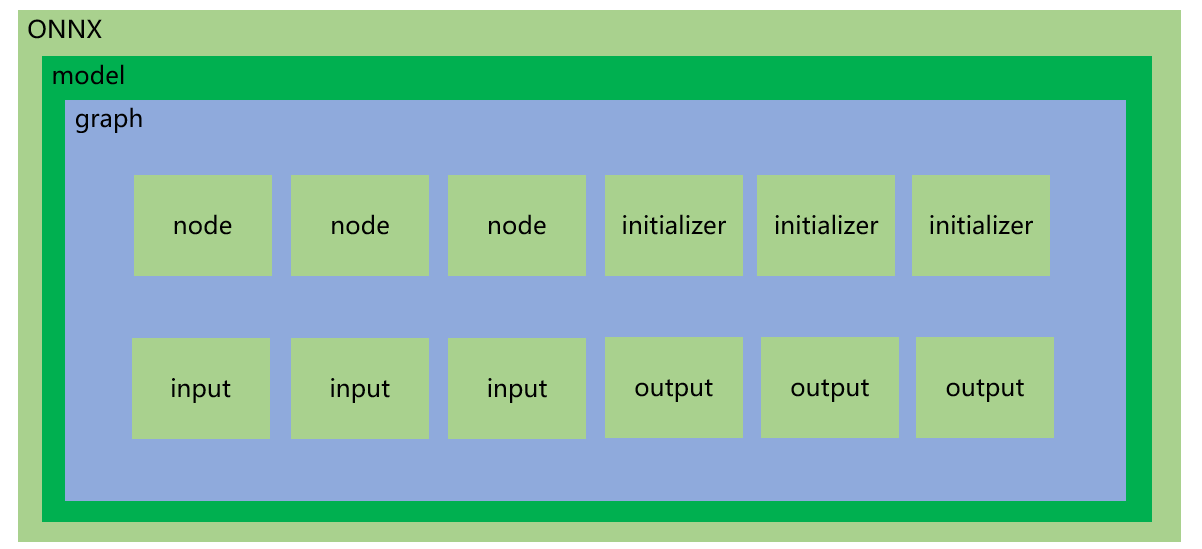 ONNX
model
graph
node node node initializer initializer initializer
input input input output output output